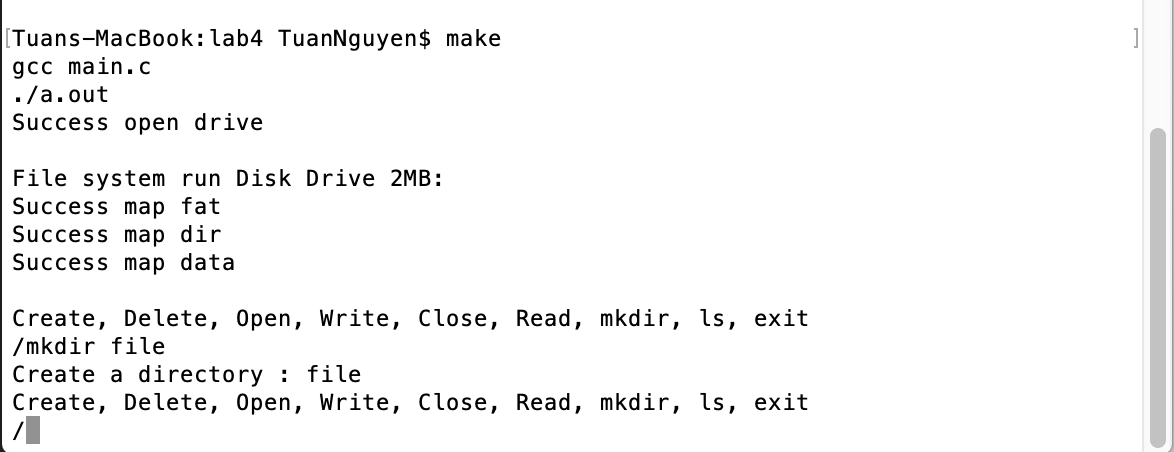 [Tuans-MacBook:lab4 TuanNguyen$ make ]
gcc main.c
./a.out
Success open drive
File system run Disk Drive 2MB:
Success map fat
Success map dir
Success map data
Create, Delete, Open, Write, Close, Read, mkdir, ls, exit
/mkdir file
Create a directory : file
Create, Delete, Open, Write, Close, Read, mkdir, ls, exit
/